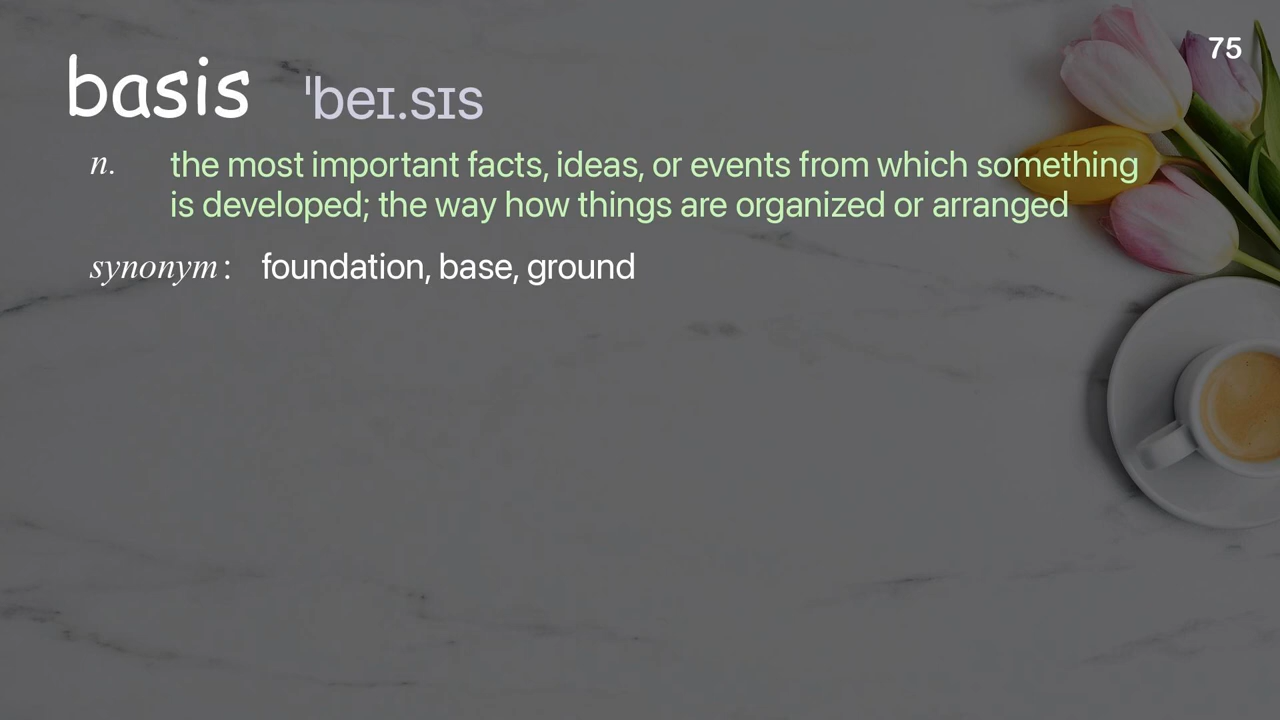 75
basis ˈbeɪ.sɪs
n. the most important facts, ideas, or events from which something
is developed; the way how things are organized or arranged
synonym: foundation, base, ground